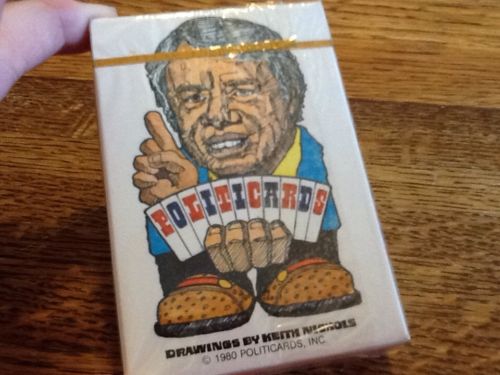 POLITICARDS
DRAWINGS BY KEITH NICHOLS
© 1980 POLITICARDS, INC.